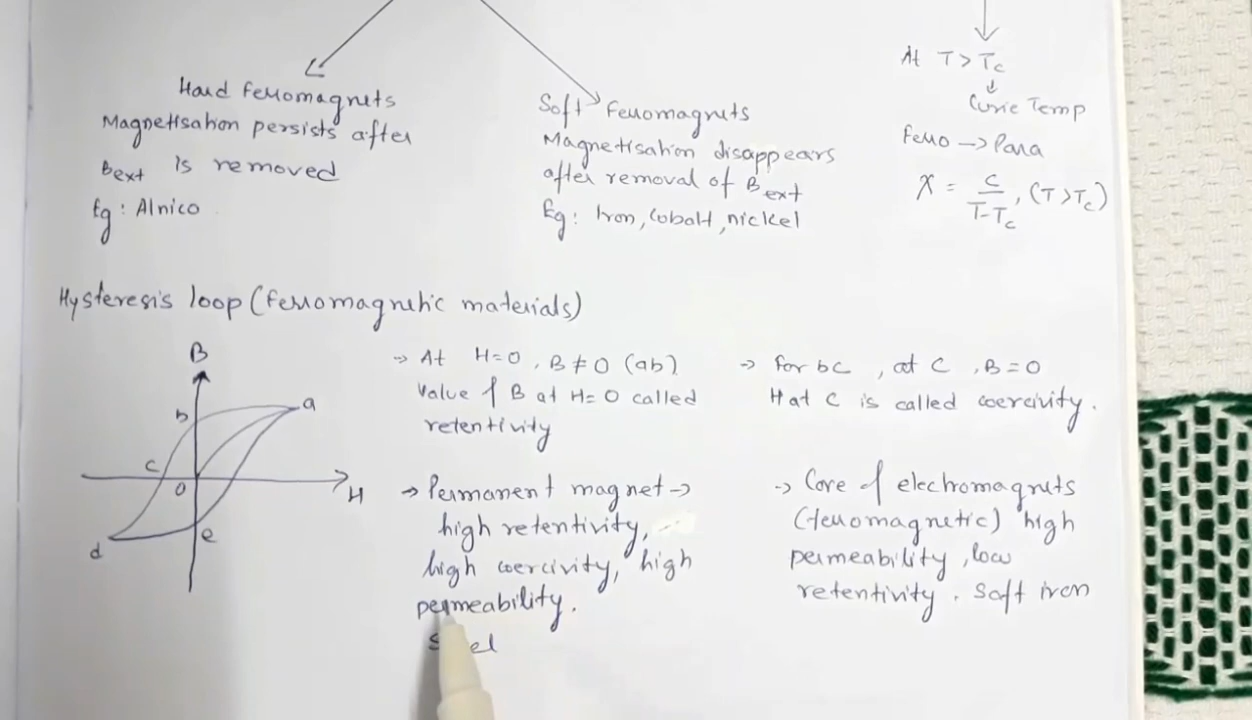 Hard Ferromagnets
Magnetisation persists after
Bext is removed
Eg: Alnico
Soft Ferromagnets
Magnetisation disappears
after removal of Bext
Eg: Iron, Cobalt, nickel
At T > Tc
Curie Temp
Ferro → Para
χ = C/(T-Tc), (T > Tc)
Hysteresis loop (Ferromagnetic materials)
B
b
a
c
O
H
d
e
→ At H=0, B ≠ 0 (ab)
Value of B at H=0 called
retentivity
→ for bc, at C, B=0
H at C is called coercivity.
→ Permanent magnet →
high retentivity,
high coercivity, high
permeability.
→ Core of electromagnets
(ferromagnetic) high
permeability, low
retentivity. Soft iron